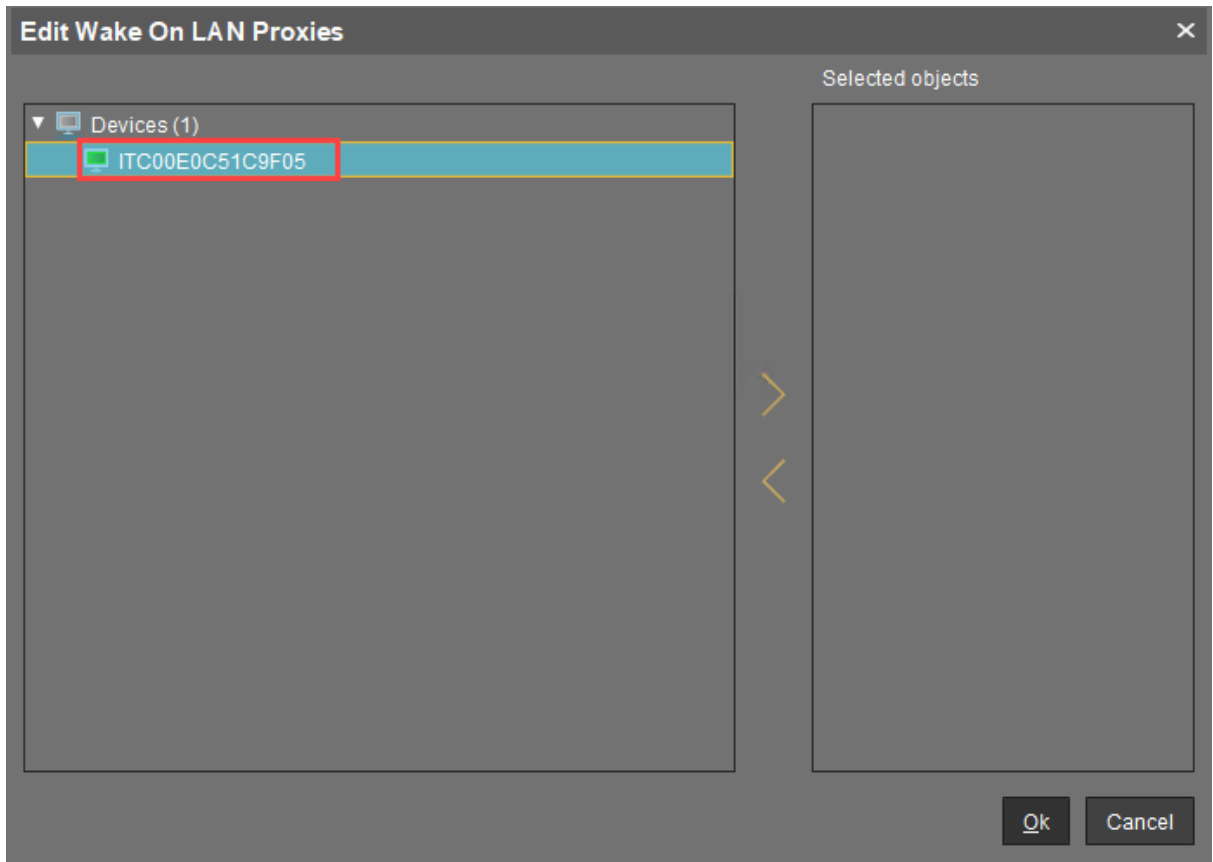 Edit Wake On LAN Proxies
Selected objects
Devices (1)
ITC00E0C51C9F05
Ok
Cancel